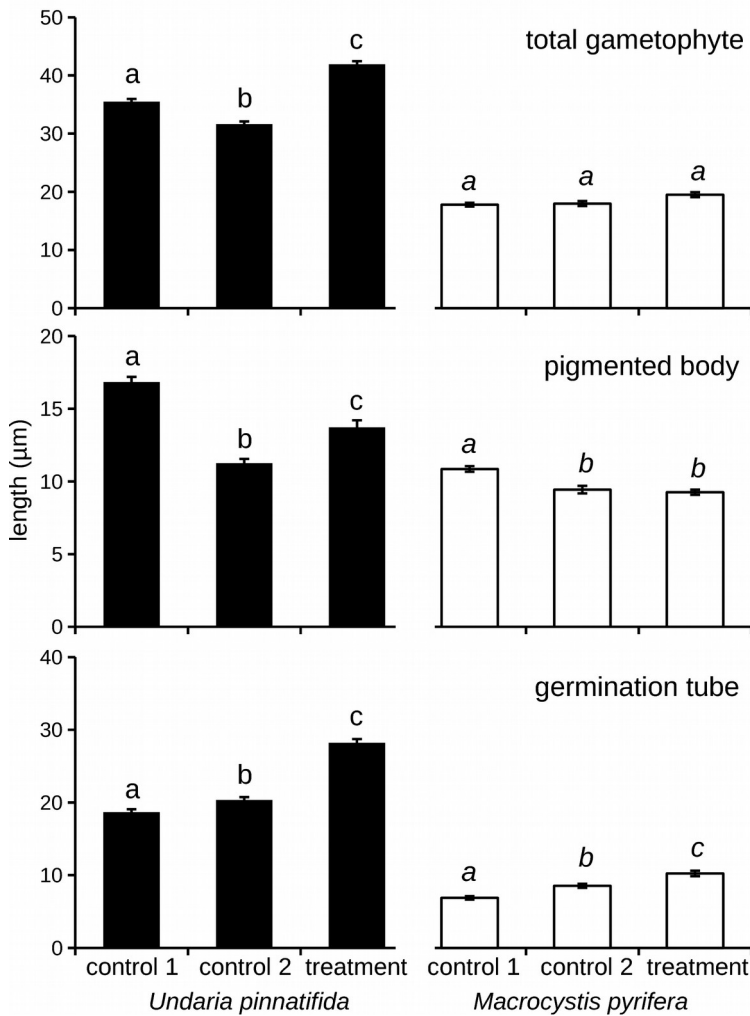 50
40
30
20
10
0
a
b
c
total gametophyte
a
a
a
20
15
10
5
0
a
b
c
pigmented body
a
b
b
length (µm)
40
30
20
10
0
a
b
c
germination tube
a
b
c
control 1 control 2 treatment control 1 control 2 treatment
Undaria pinnatifida Macrocystis pyrifera